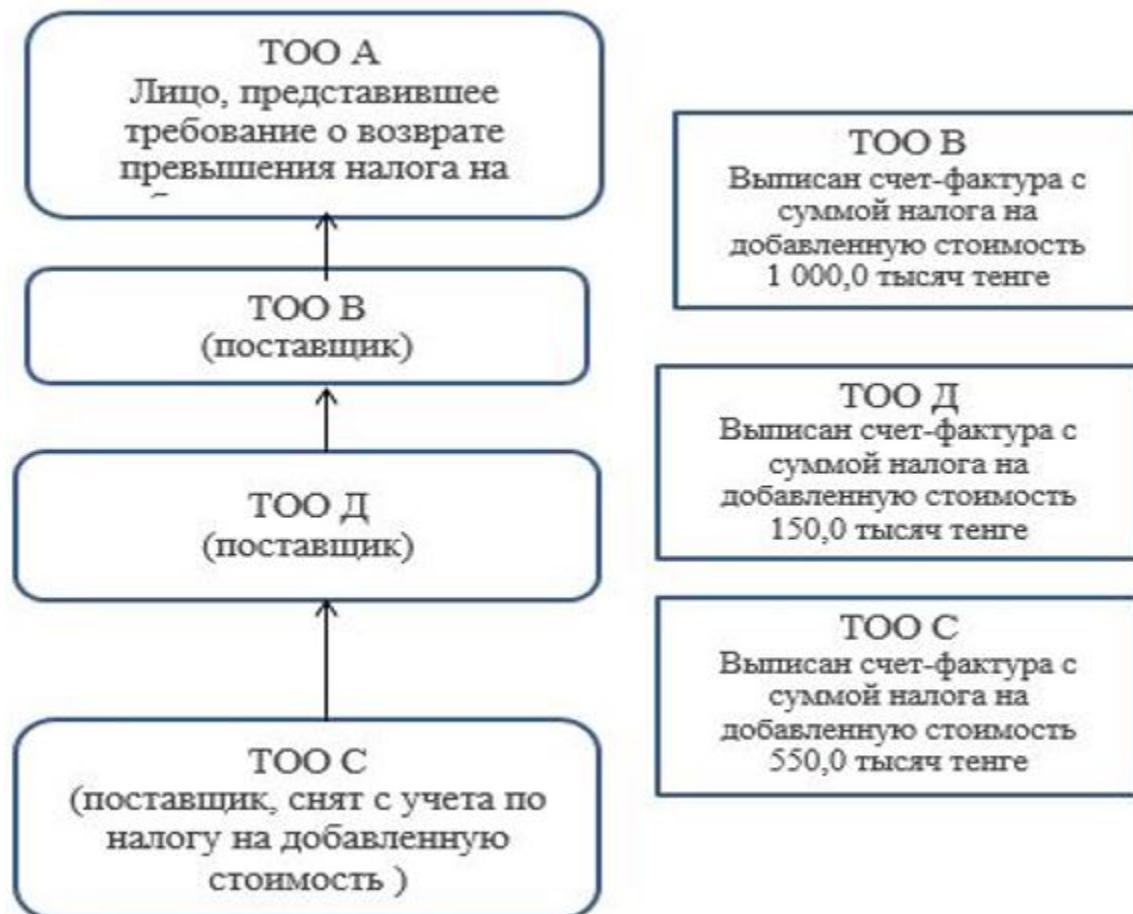 ТОО А
Лицо, представившее
требование о возврате
превышения налога на
ТОО В
(поставщик)
ТОО Д
(поставщик)
ТОО С
(поставщик, снят с учета по
налогу на добавленную
стоимость )
ТОО В
Выписан счет-фактура с
суммой налога на
добавленную стоимость
1 000,0 тысяч тенге
ТОО Д
Выписан счет-фактура с
суммой налога на
добавленную стоимость
150,0 тысяч тенге
ТОО С
Выписан счет-фактура с
суммой налога на
добавленную стоимость
550,0 тысяч тенге